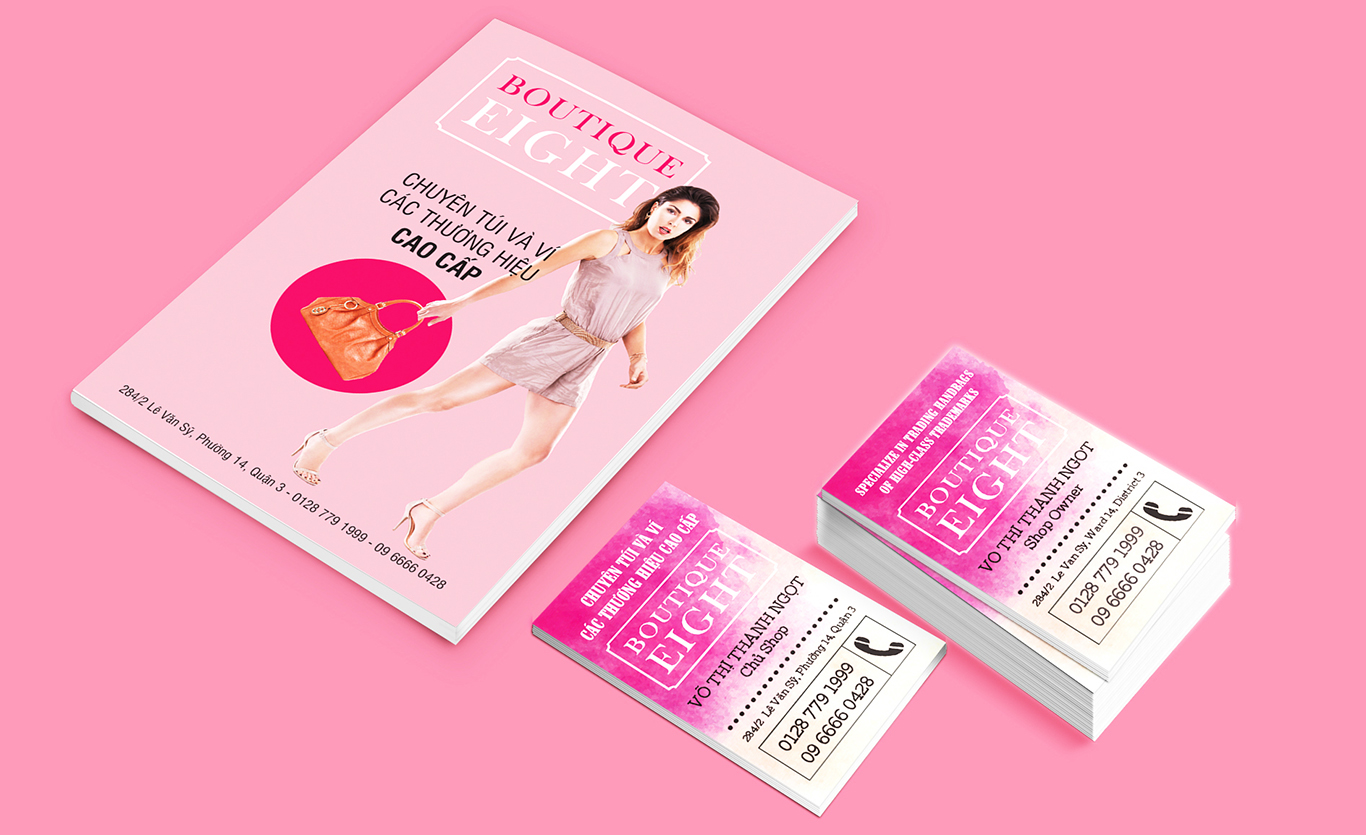 BOUTIQUE
EIGHT
CHUYÊN TÚI VÀ VÍ
CÁC THƯƠNG HIỆU
CAO CẤP
284/2 Lê Văn Sỹ, Phường 14, Quận 3 - 0128 779 1999 - 09 6666 0428
CHUYÊN TÚI VÀ VÍ
CÁC THƯƠNG HIỆU CAO CẤP
BOUTIQUE
EIGHT
VÕ THỊ THANH NGỌT
Chủ Shop
284/2 Lê Văn Sỹ, Phường 14, Quận 3
0128 779 1999
09 6666 0428
SPECIALIZE IN TRADING HANDBAGS
OF HIGH-CLASS TRADEMARKS
BOUTIQUE
EIGHT
VO THI THANH NGOT
Shop Owner
284/2 Le Van Sy, Ward 14, District 3
0128 779 1999
09 6666 0428